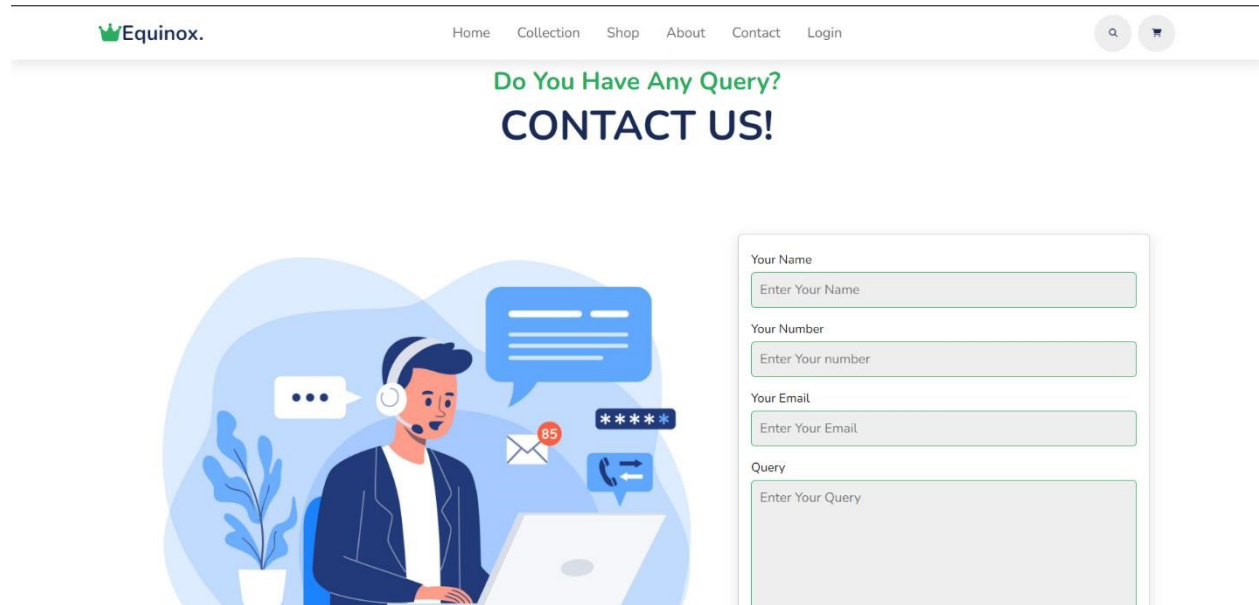 Equinox.
Home Collection Shop About Contact Login
Do You Have Any Query?
CONTACT US!
Your Name
Enter Your Name
Your Number
Enter Your number
Your Email
Enter Your Email
Query
Enter Your Query
85
*****